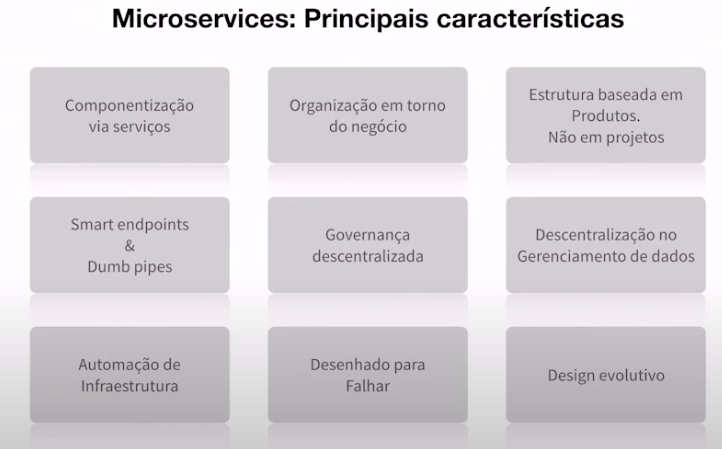 Microservices: Principais características
Componentização
via serviços
Organização em torno
do negócio
Estrutura baseada em
Produtos.
Não em projetos
Smart endpoints
&
Dumb pipes
Governança
descentralizada
Descentralização no
Gerenciamento de dados
Automação de
Infraestrutura
Desenhado para
Falhar
Design evolutivo